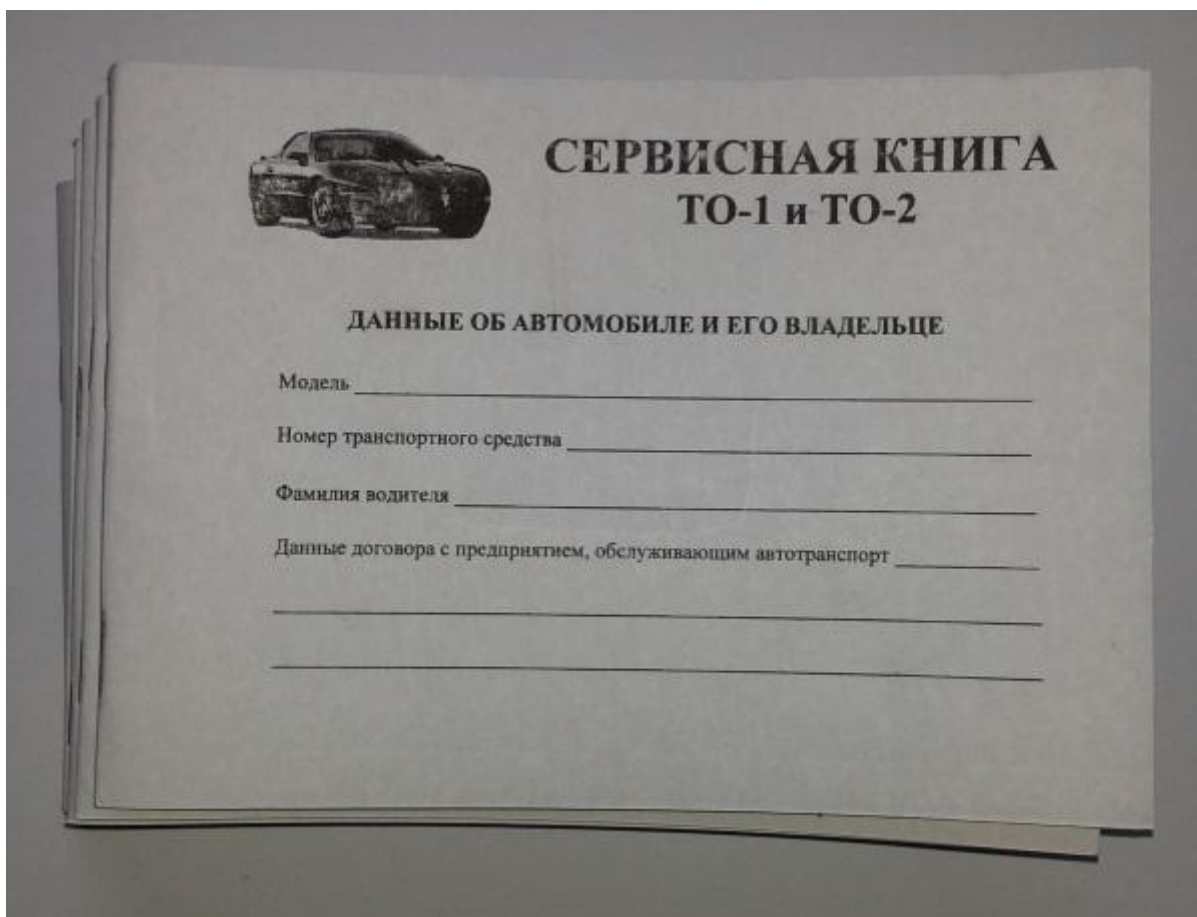 СЕРВИСНАЯ КНИГА
ТО-1 и ТО-2
ДАННЫЕ ОБ АВТОМОБИЛЕ И ЕГО ВЛАДЕЛЬЦЕ
Модель
Номер транспортного средства
Фамилия водителя
Данные договора с предприятием, обслуживающим автотранспорт